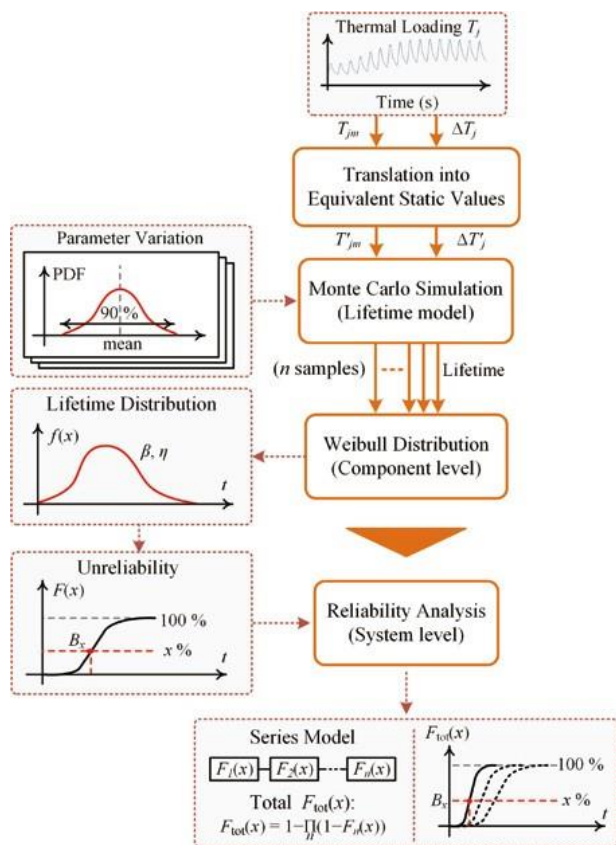 Thermal Loading Tj
Time (s)
Tjm
ΔTj
Translation into
Equivalent Static Values
T'jm
ΔT'j
Parameter Variation
PDF
90 %
mean
Monte Carlo Simulation
(Lifetime model)
(n samples)
Lifetime
Lifetime Distribution
f(x)
β, η
t
Weibull Distribution
(Component level)
Unreliability
F(x)
100 %
Bx
x %
t
Reliability Analysis
(System level)
Series Model
F1(x) F2(x) Fn(x)
Total Ftot(x):
Ftot(x) = 1−∏n(1−Fn(x))
Ftot(x)
100 %
Bx
x %
t